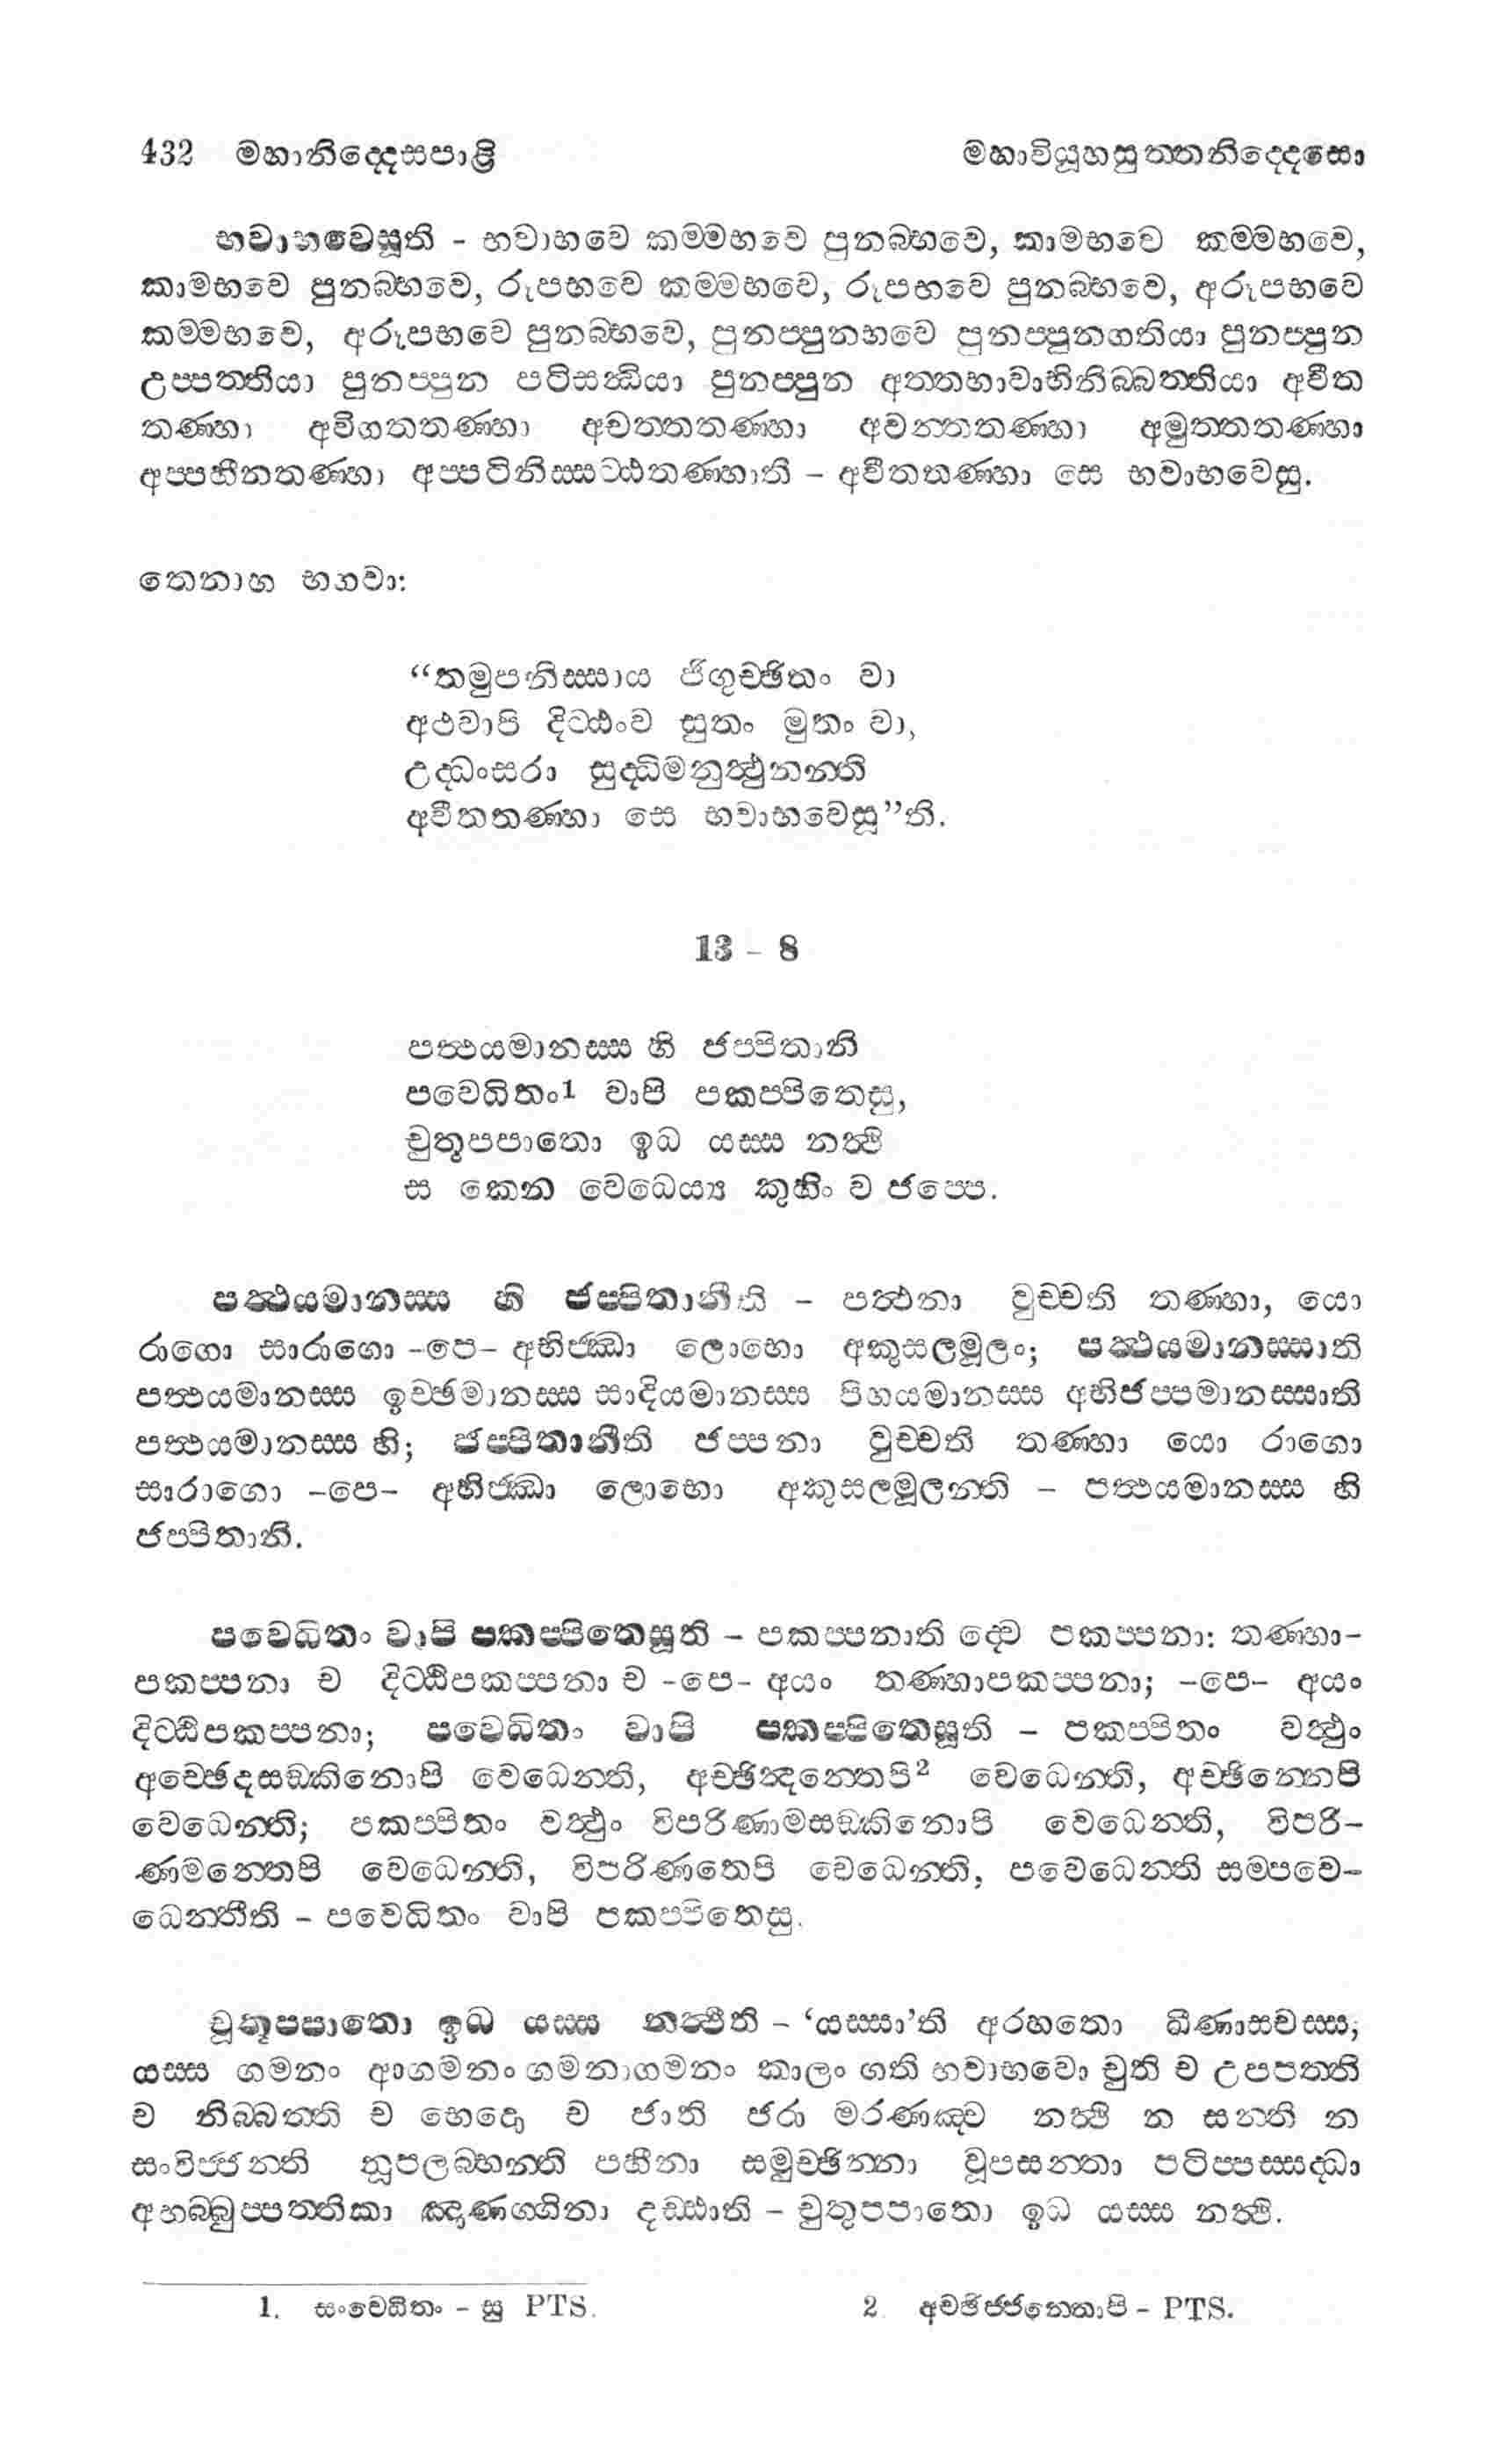 432 මහානිද්දෙසපාළි මහාවියූහසුත්තනිද්දෙසො
භවාභවෙසූති - භවාභවෙ කම්මභවෙ පුනබ්භවෙ, කාමභවෙ කම්මභවෙ,
කාමභවෙ පුනබ්භවෙ, රූපභවෙ කම්මභවෙ, රූපභවෙ පුනබ්භවෙ, අරූපභවෙ
කම්මභවෙ, අරූපභවෙ පුනබ්භවෙ, පුනප්පුනභවෙ පුනප්පුනගතියා පුනප්පුන
උප්පත්තියා පුනප්පුන පටිසන්ධියා පුනප්පුන අත්තභාවාභිනිබ්බත්තියා අවීත
තණ්හා අවිගතතණ්හා අචත්තතණ්හා අවන්තතණ්හා අමුත්තතණ්හා
අප්පහීනතණ්හා අප්පටිනිස්සට්ඨතණ්හාති - අවීතතණ්හා සෙ භවාභවෙසු.
තෙනාහ භගවා:
“තමුපනිස්සාය ජිගුච්ඡිතං වා
අථවාපි දිට්ඨංව සුතං මුතං වා,
උද්ධංසරා සුද්ධිමනුත්ථුනන්ති
අවීතතණ්හා සෙ භවාභවෙසූ”ති.
13 - 8
පත්ථයමානස්ස හි ජප්පිතානි
පවෙධිතං1 වාපි පකප්පිතෙසු,
චුතූපපාතො ඉධ යස්ස නත්ථි
ස කෙන වෙධෙය්‍ය කුහිං ව ජප්පෙ.
පත්ථයමානස්ස හි ජප්පිතානීති - පත්ථනා වුච්චති තණ්හා, යො
රාගො සාරාගො -පෙ- අභිජ්ඣා ලොභො අකුසලමූලං; පත්ථයමානස්සාති
පත්ථයමානස්ස ඉච්ඡමානස්ස සාදියමානස්ස පිහයමානස්ස අභිජප්පමානස්සාති
පත්ථයමානස්ස හි; ජප්පිතානීති ජප්පනා වුච්චති තණ්හා යො රාගො
සාරාගො -පෙ- අභිජ්ඣා ලොභො අකුසලමූලන්ති - පත්ථයමානස්ස හි
ජප්පිතානි.
පවෙධිතං වාපි පකප්පිතෙසූති - පකප්පනාති ද්වෙ පකප්පනා: තණ්හා-
පකප්පනා ච දිට්ඨිපකප්පනා ච -පෙ- අයං තණ්හාපකප්පනා; -පෙ- අයං
දිට්ඨිපකප්පනා; පවෙධිතං වාපි පකප්පිතෙසූති - පකප්පිතං වත්ථුං
අච්ඡෙදසඞ්කිනොපි වෙධෙන්ති, අච්ඡිඤන්තෙපි2 වෙධෙන්ති, අච්ඡින්නෙපි
වෙධෙන්ති; පකප්පිතං වත්ථුං විපරිණාමසඞ්කිනොපි වෙධෙන්ති, විපරි-
ණමන්තෙපි වෙධෙන්ති, විපරිණතෙපි වෙධෙන්ති, පවෙධෙන්ති සම්පවෙ-
ධෙන්තීති - පවෙධිතං වාපි පකප්පිතෙසු.
චූතූපපාතො ඉධ යස්ස නත්ථීති - ‘යස්සා’ති අරහතො ඛීණාසවස්ස,
යස්ස ගමනං ආගමනං ගමනාගමනං කාලං ගති භවාභවො චුති ච උපපත්ති
ච නිබ්බත්ති ච භෙදො ච ජාති ජරා මරණඤ්ච නත්ථි න සන්ති න
සංවිජ්ජන්ති නූපලබ්භන්ති පහීනා සමුච්ඡින්නා වූපසන්තා පටිප්පස්සද්ධා
අභබ්බුප්පත්තිකා ඤාණග්ගිනා දඩ්ඪාති - චුතුපපාතො ඉධ යස්ස නත්ථි.
1. සංවෙධිතං - සු PTS. 2. අච්ඡිජ්ජන්තොපි - PTS.